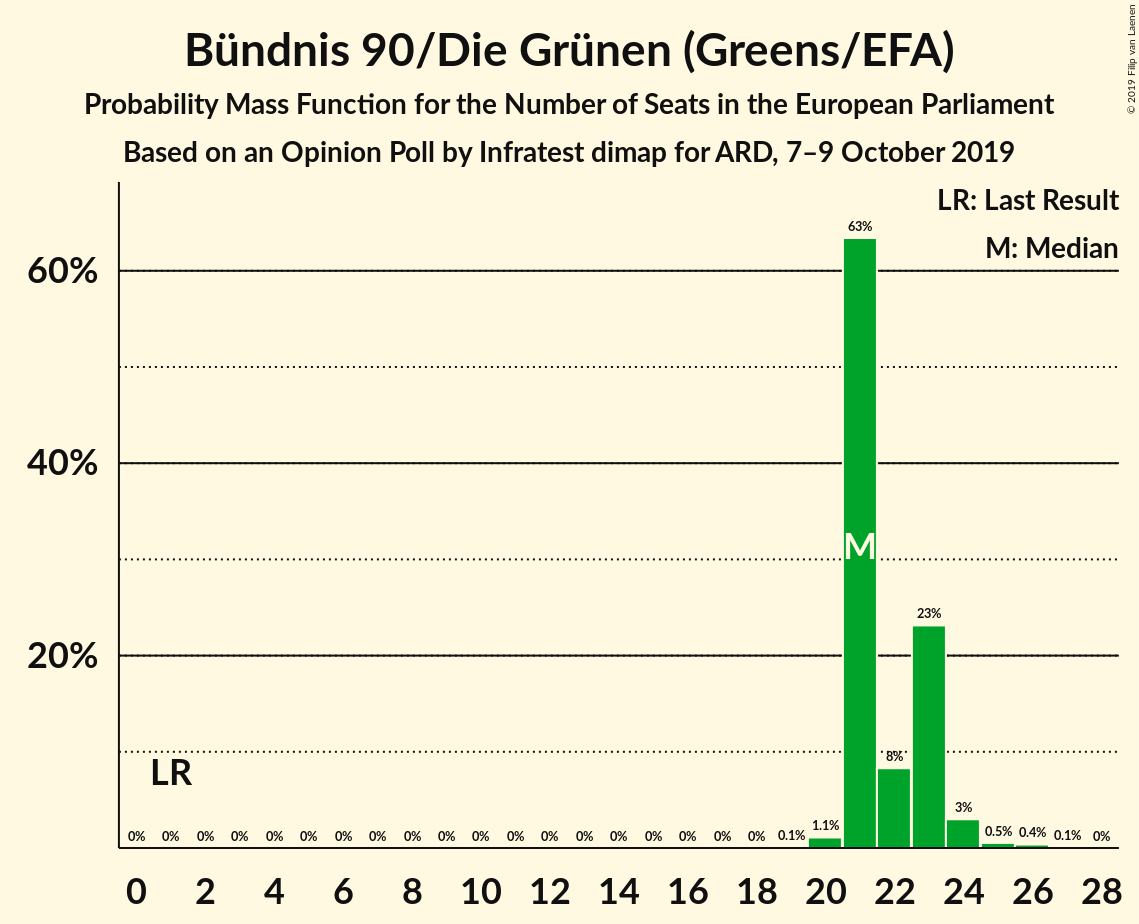 Bündnis 90/Die Grünen (Greens/EFA)
Probability Mass Function for the Number of Seats in the European Parliament
Based on an Opinion Poll by Infratest dimap for ARD, 7–9 October 2019
© 2019 Filip van Laenen
LR: Last Result
M: Median
63%
60%
40%
M
23%
20%
8%
LR
3%
0% 0% 0% 0% 0% 0% 0% 0% 0% 0% 0% 0% 0% 0% 0% 0% 0% 0% 0% 0.1% 1.1% 0.5% 0.4% 0.1% 0%
0 2 4 6 8 10 12 14 16 18 20 22 24 26 28